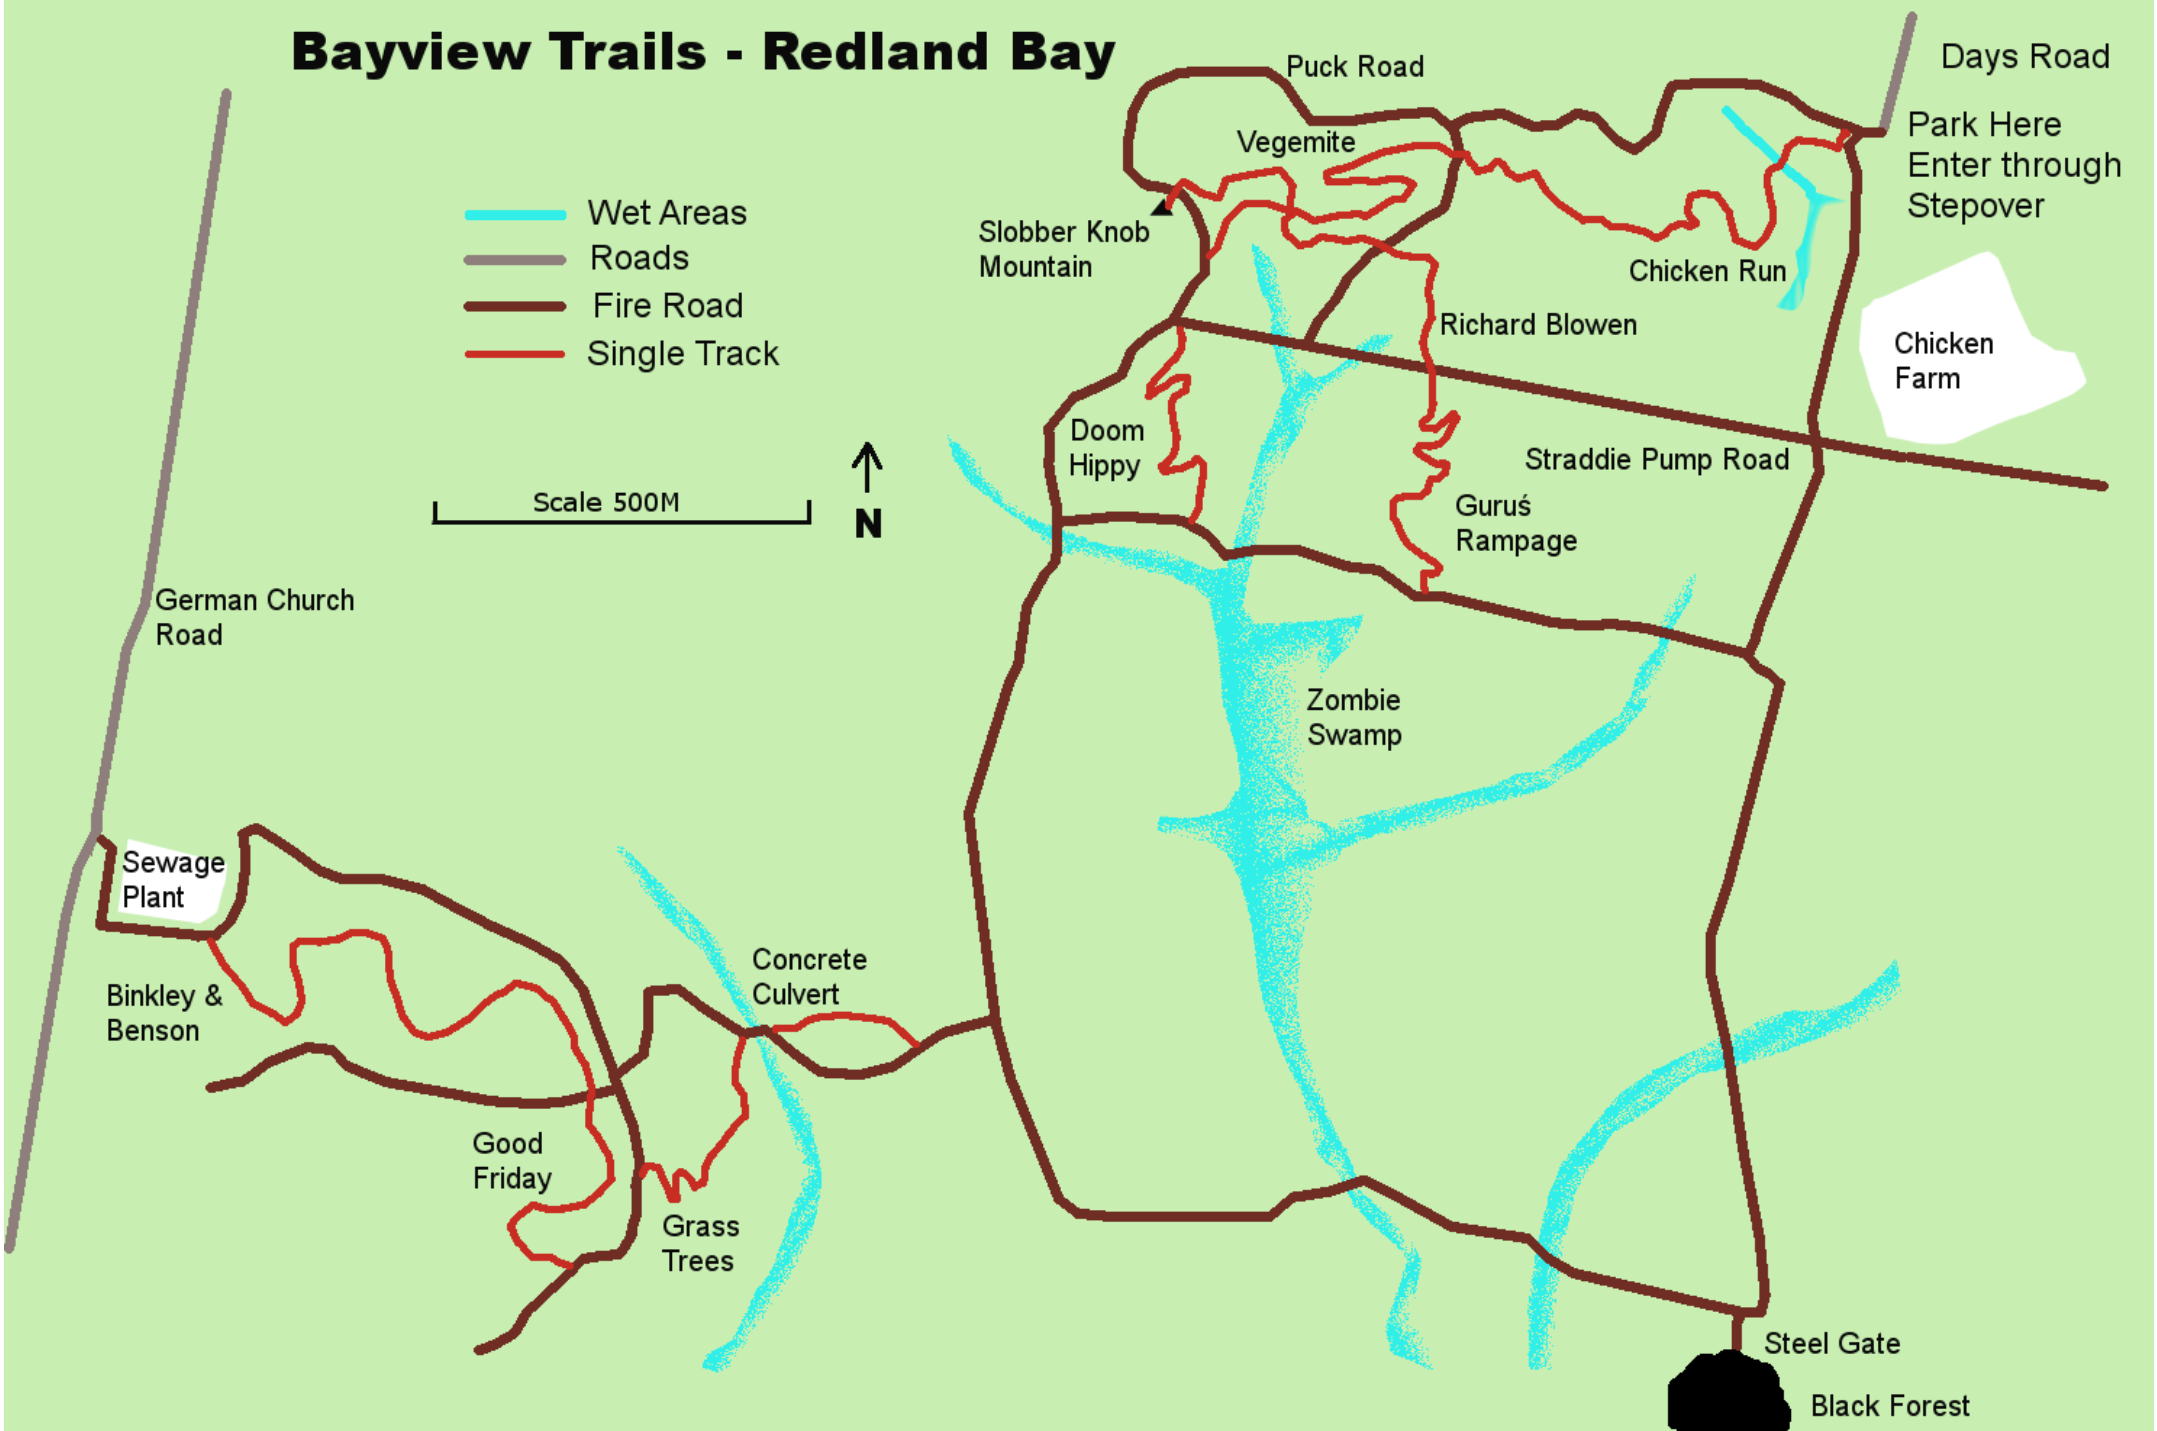 Bayview Trails - Redland Bay
Puck Road
Days Road
Park Here
Enter through
Stepover
Vegemite
Wet Areas
Roads
Fire Road
Single Track
Slobber Knob
Mountain
Chicken Run
Richard Blowen
Chicken
Farm
Doom
Hippy
Straddie Pump Road
Scale 500M
N
Guruś
Rampage
German Church
Road
Zombie
Swamp
Sewage
Plant
Concrete
Culvert
Binkley &
Benson
Good
Friday
Grass
Trees
Steel Gate
Black Forest